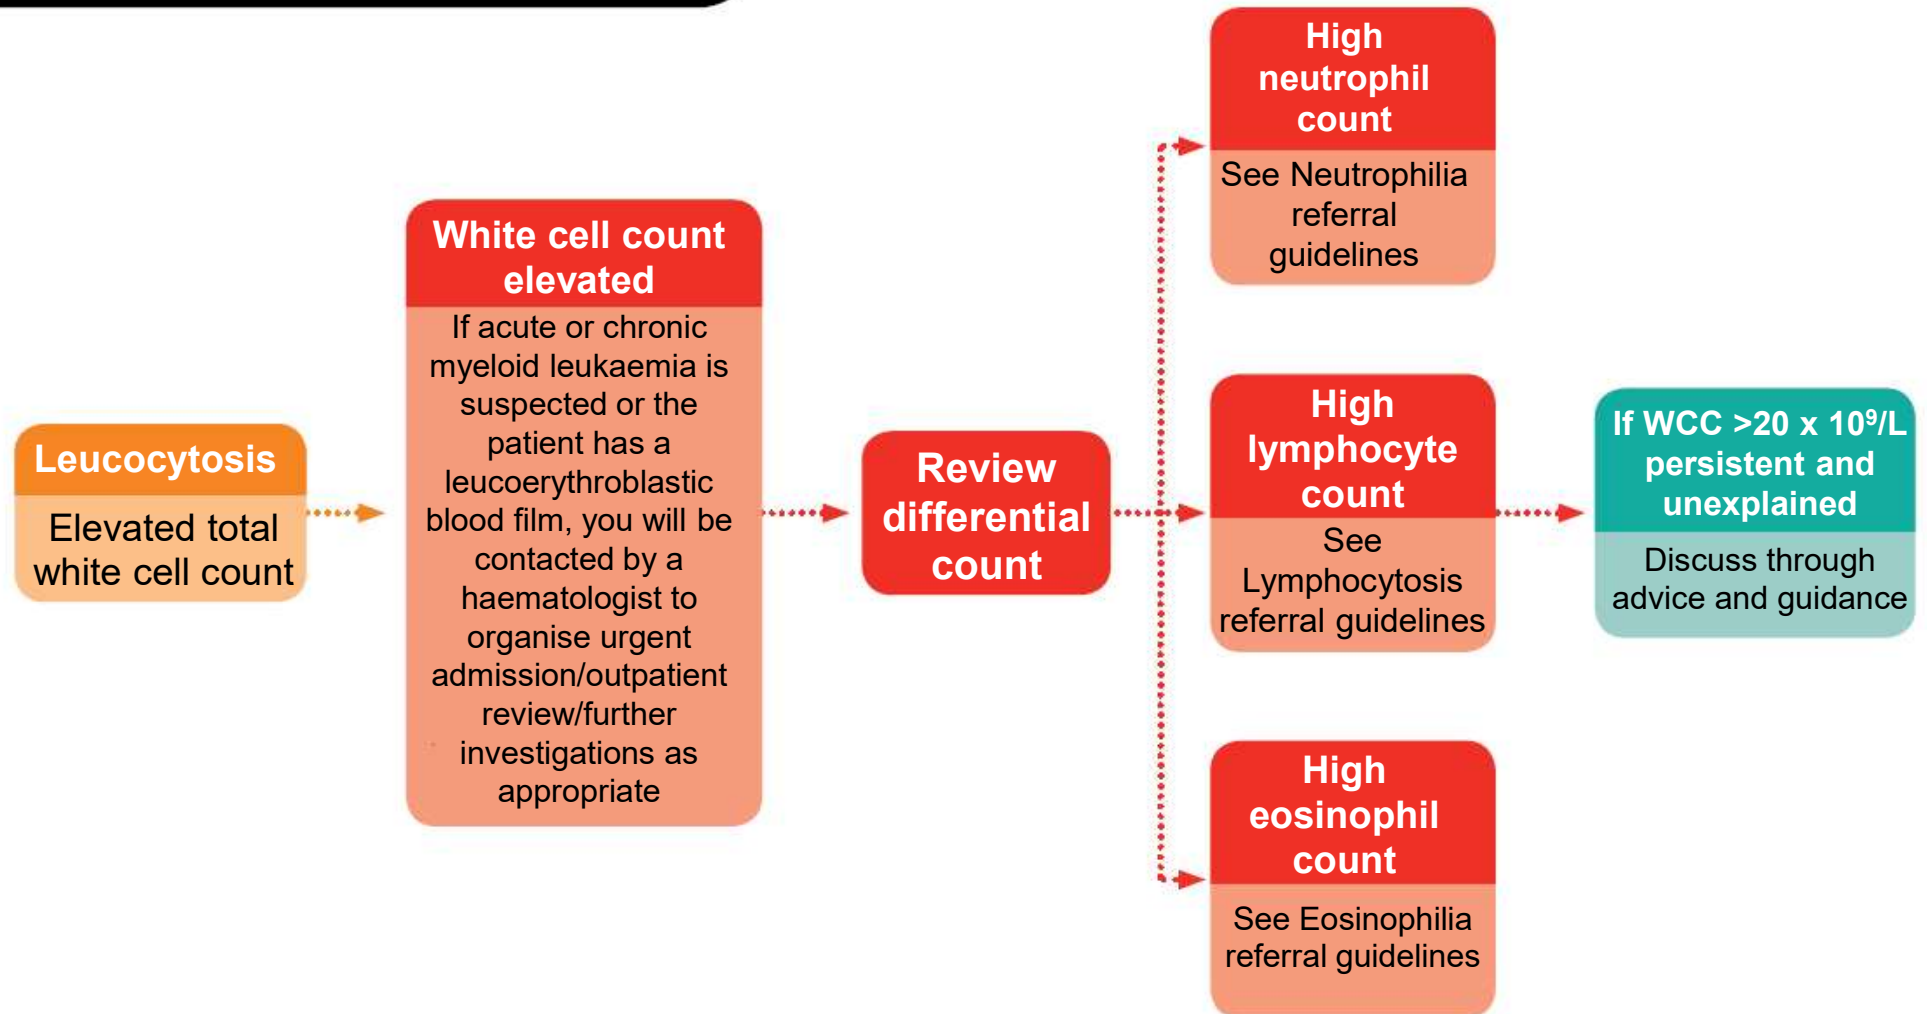 Leucocytosis
Elevated total
white cell count
White cell count
elevated
If acute or chronic
myeloid leukaemia is
suspected or the
patient has a
leucoerythroblastic
blood film, you will be
contacted by a
haematologist to
organise urgent
admission/outpatient
review/further
investigations as
appropriate
Review
differential
count
High
neutrophil
count
See Neutrophilia
referral
guidelines
High
lymphocyte
count
See
Lymphocytosis
referral guidelines
High
eosinophil
count
See Eosinophilia
referral guidelines
If WCC >20 x 10⁹/L
persistent and
unexplained
Discuss through
advice and guidance